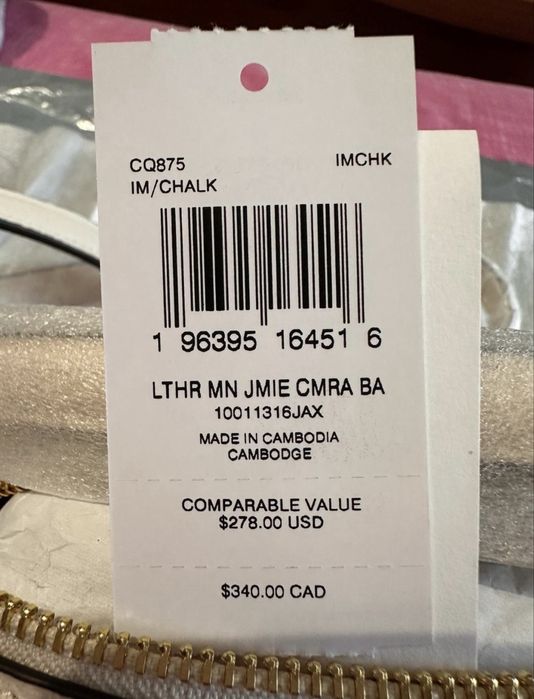 CQ875 IMCHK
IM/CHALK
1 96395 16451 6
LTHR MN JMIE CMRA BA
10011316JAX
MADE IN CAMBODIA
CAMBODGE
COMPARABLE VALUE
$278.00 USD
$340.00 CAD